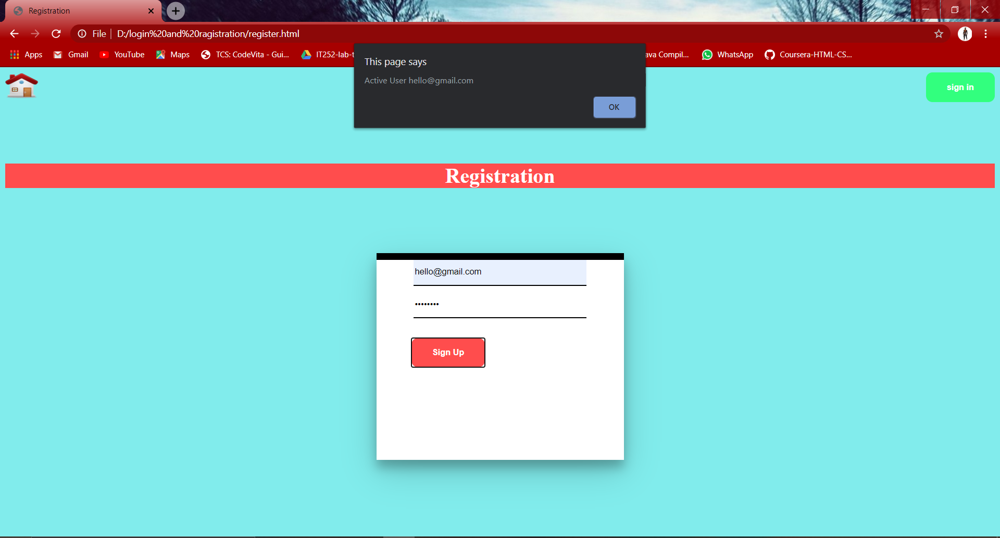 Registration
File D:/login%20and%20ragistration/register.html
Apps Gmail YouTube Maps TCS: CodeVita - Gui... IT252-lab-t ava Compil... WhatsApp Coursera-HTML-CS...
This page says
Active User hello@gmail.com
OK
sign in
Registration
hello@gmail.com
••••••••
Sign Up